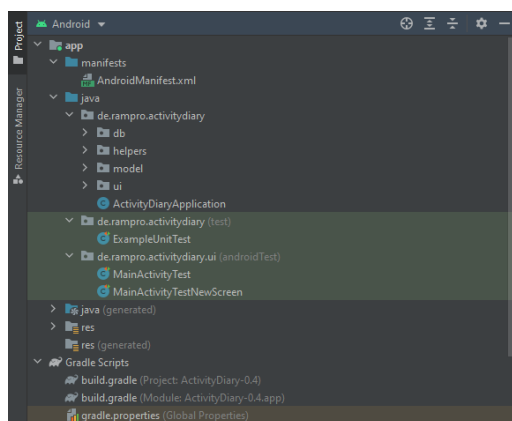 Project
Resource Manager
Android
app
manifests
AndroidManifest.xml
java
de.rampro.activitydiary
db
helpers
model
ui
ActivityDiaryApplication
de.rampro.activitydiary (test)
ExampleUnitTest
de.rampro.activitydiary.ui (androidTest)
MainActivityTest
MainActivityTestNewScreen
java (generated)
res
res (generated)
Gradle Scripts
build.gradle (Project: ActivityDiary-0.4)
build.gradle (Module: ActivityDiary-0.4.app)
gradle.properties (Global Properties)